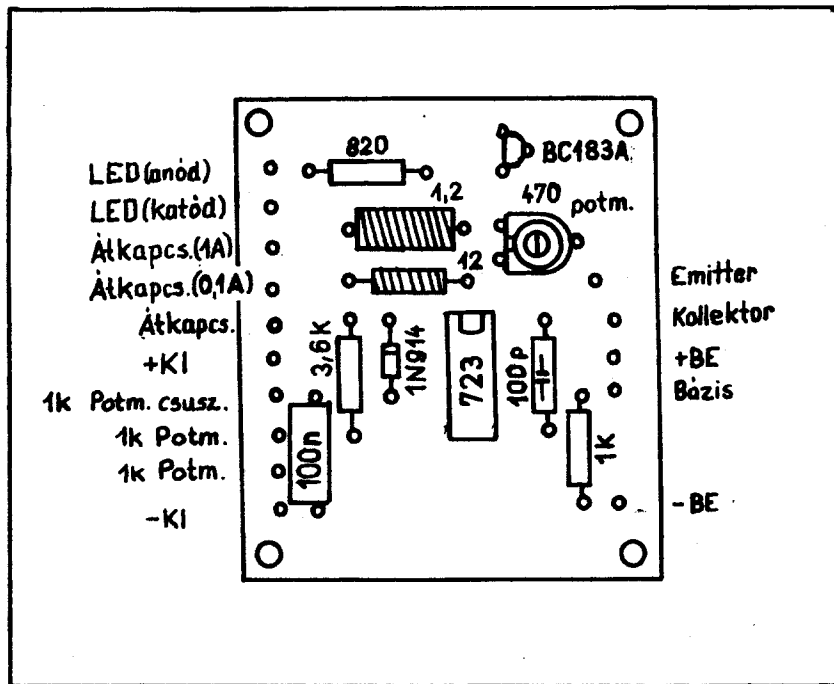 LED (anód)
LED (katód)
Átkapcs. (1A)
Átkapcs. (0,1A)
Átkapcs.
+KI
1k Potm. csusz.
1k Potm.
1k Potm.
-KI
820
BC183A
1,2
470
potm.
12
3,6K
1N914
723
100p
100n
1K
Emitter
Kollektor
+BE
Bázis
-BE